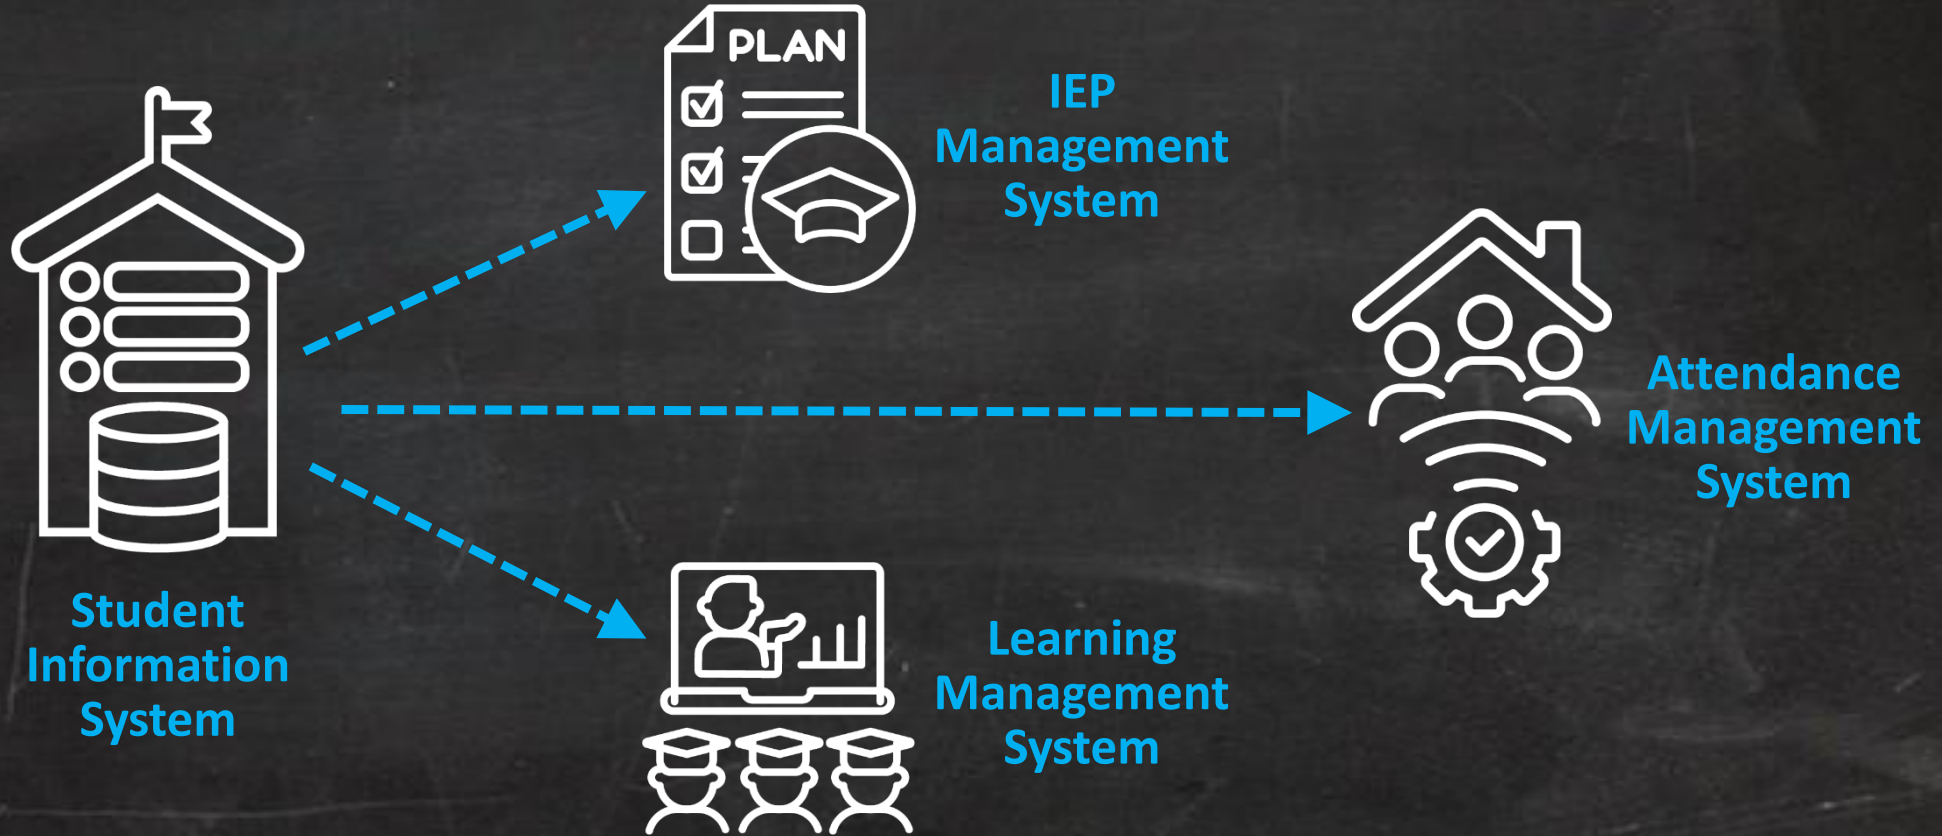 PLAN
IEP
Management
System
Attendance
Management
System
Student
Information
System
Learning
Management
System